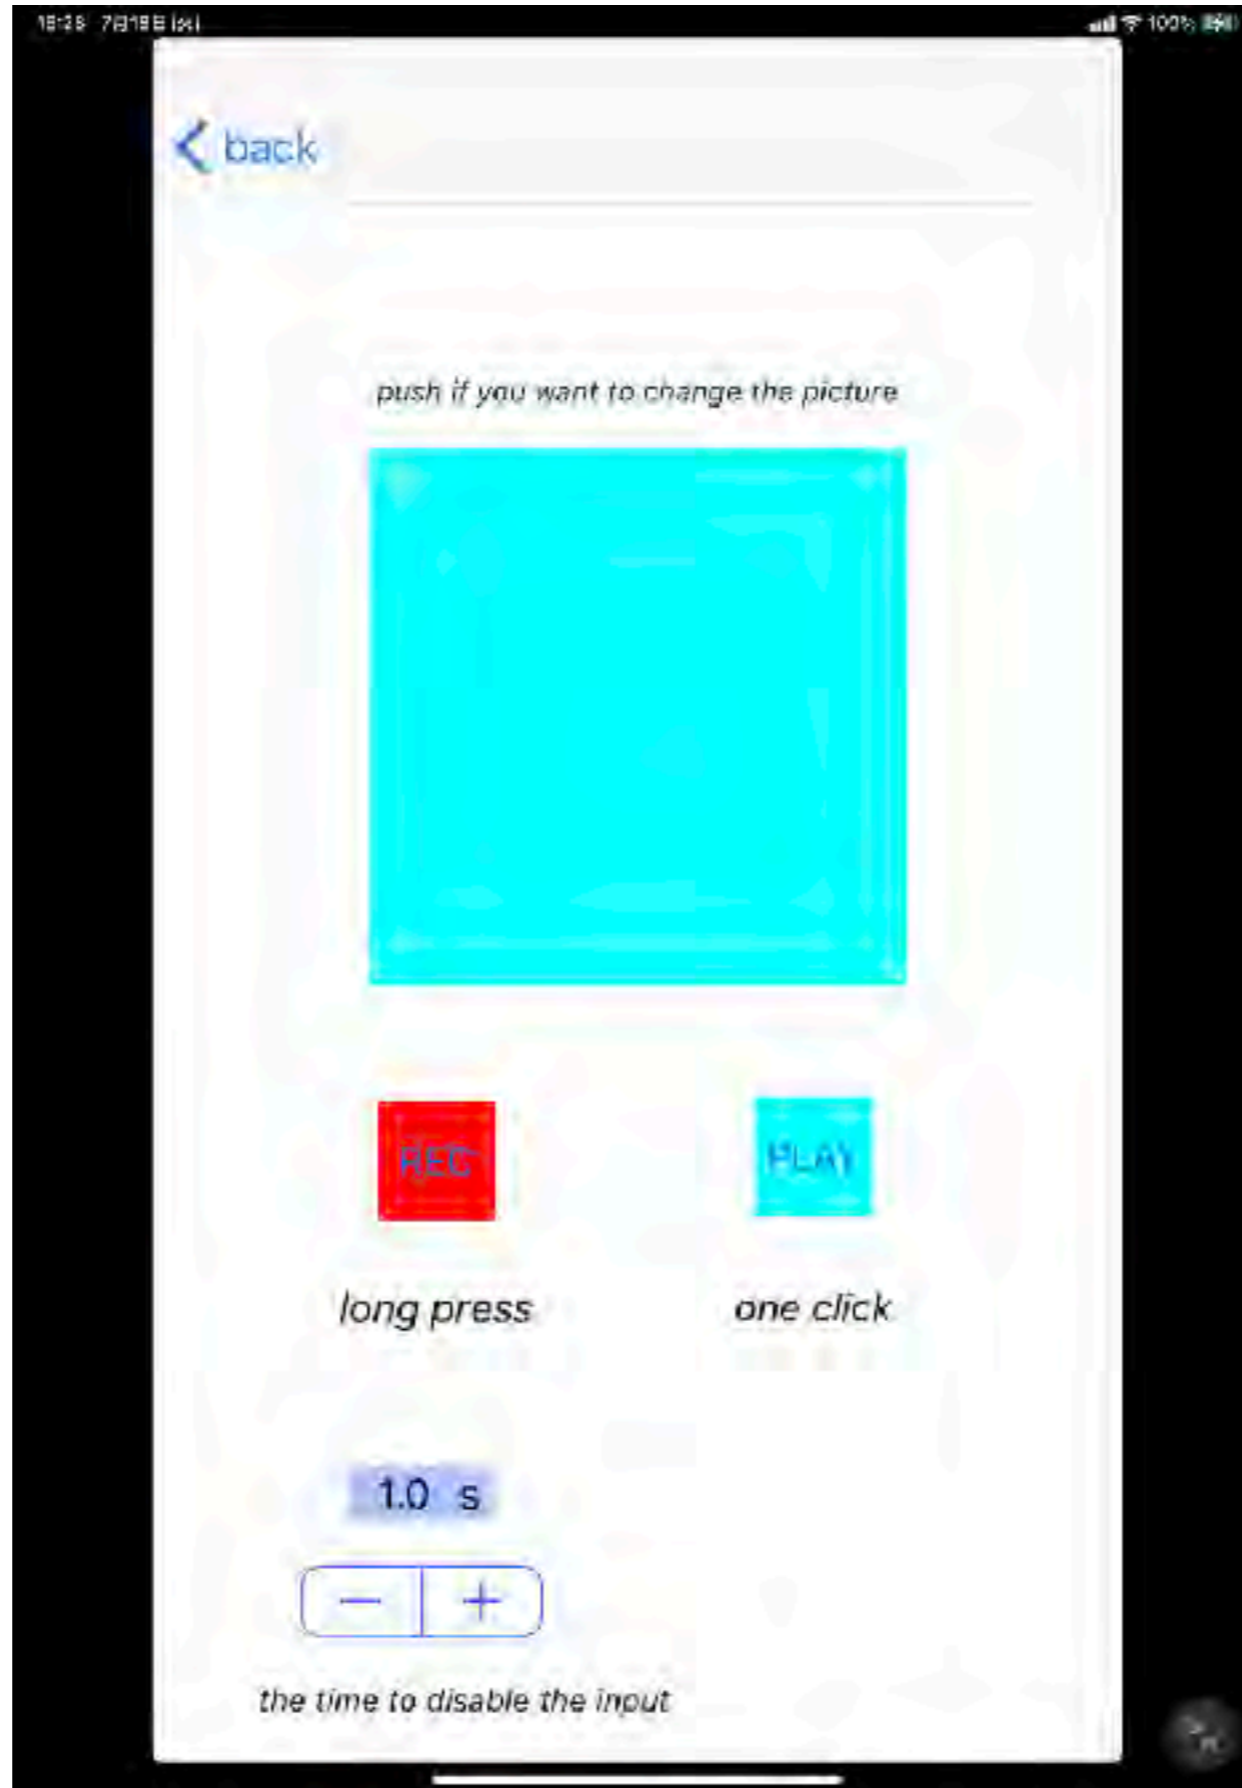 back
push if you want to change the picture
REC
PLAY
long press
one click
1.0 s
− +
the time to disable the input
100%